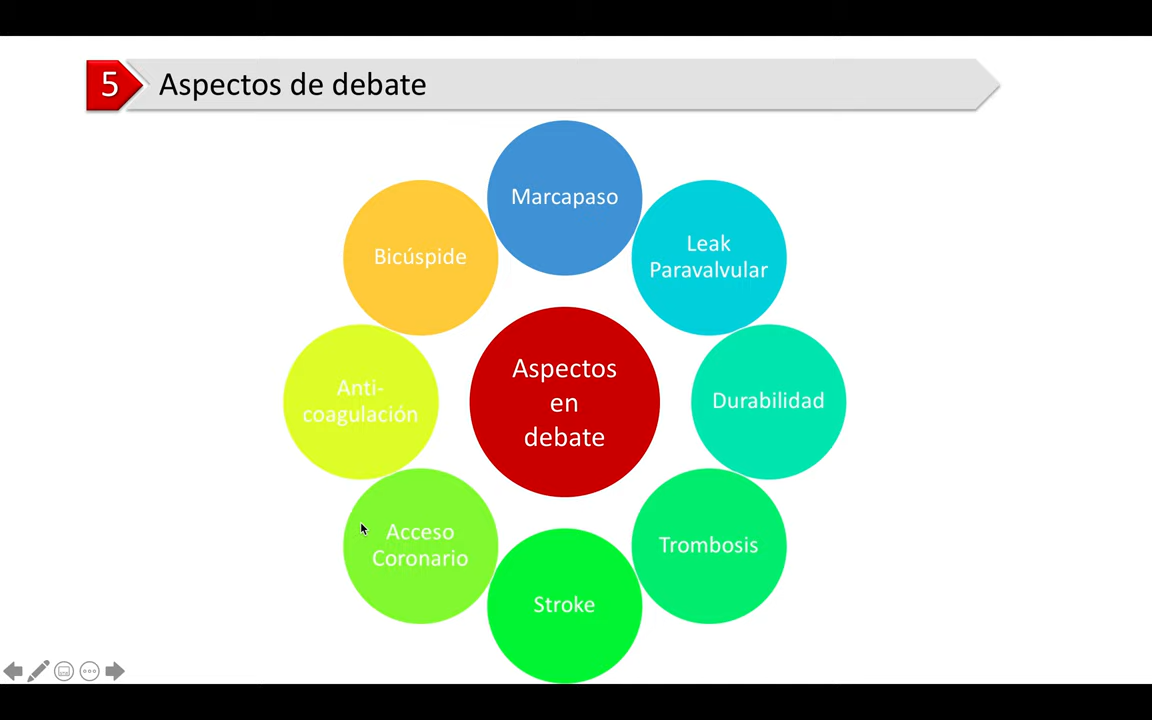 5
Aspectos de debate
Marcapaso
Leak
Paravalvular
Durabilidad
Trombosis
Stroke
Acceso
Coronario
Anti-
coagulación
Bicúspide
Aspectos
en
debate